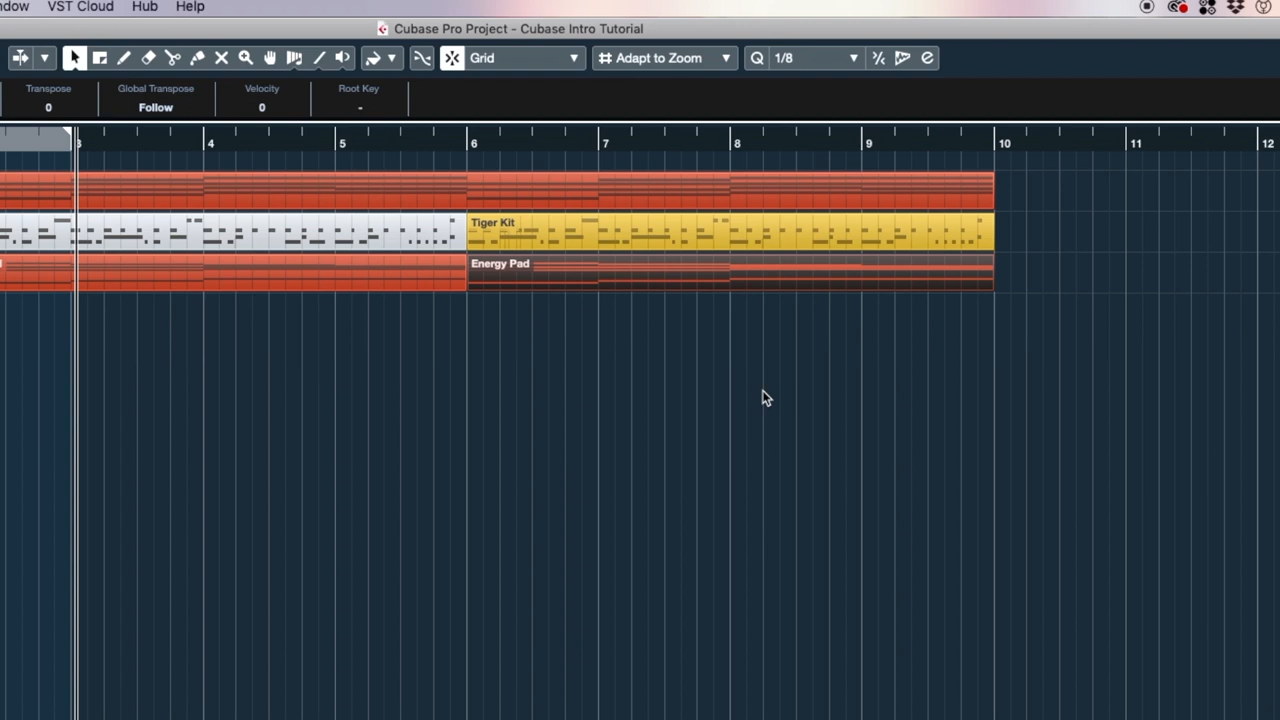 ndow VST Cloud Hub Help
Cubase Pro Project - Cubase Intro Tutorial
Grid Adapt to Zoom Q 1/8
Transpose Global Transpose Velocity Root Key
0 Follow 0 -
3 4 5 6 7 8 9 10 11 12
Tiger Kit
Energy Pad